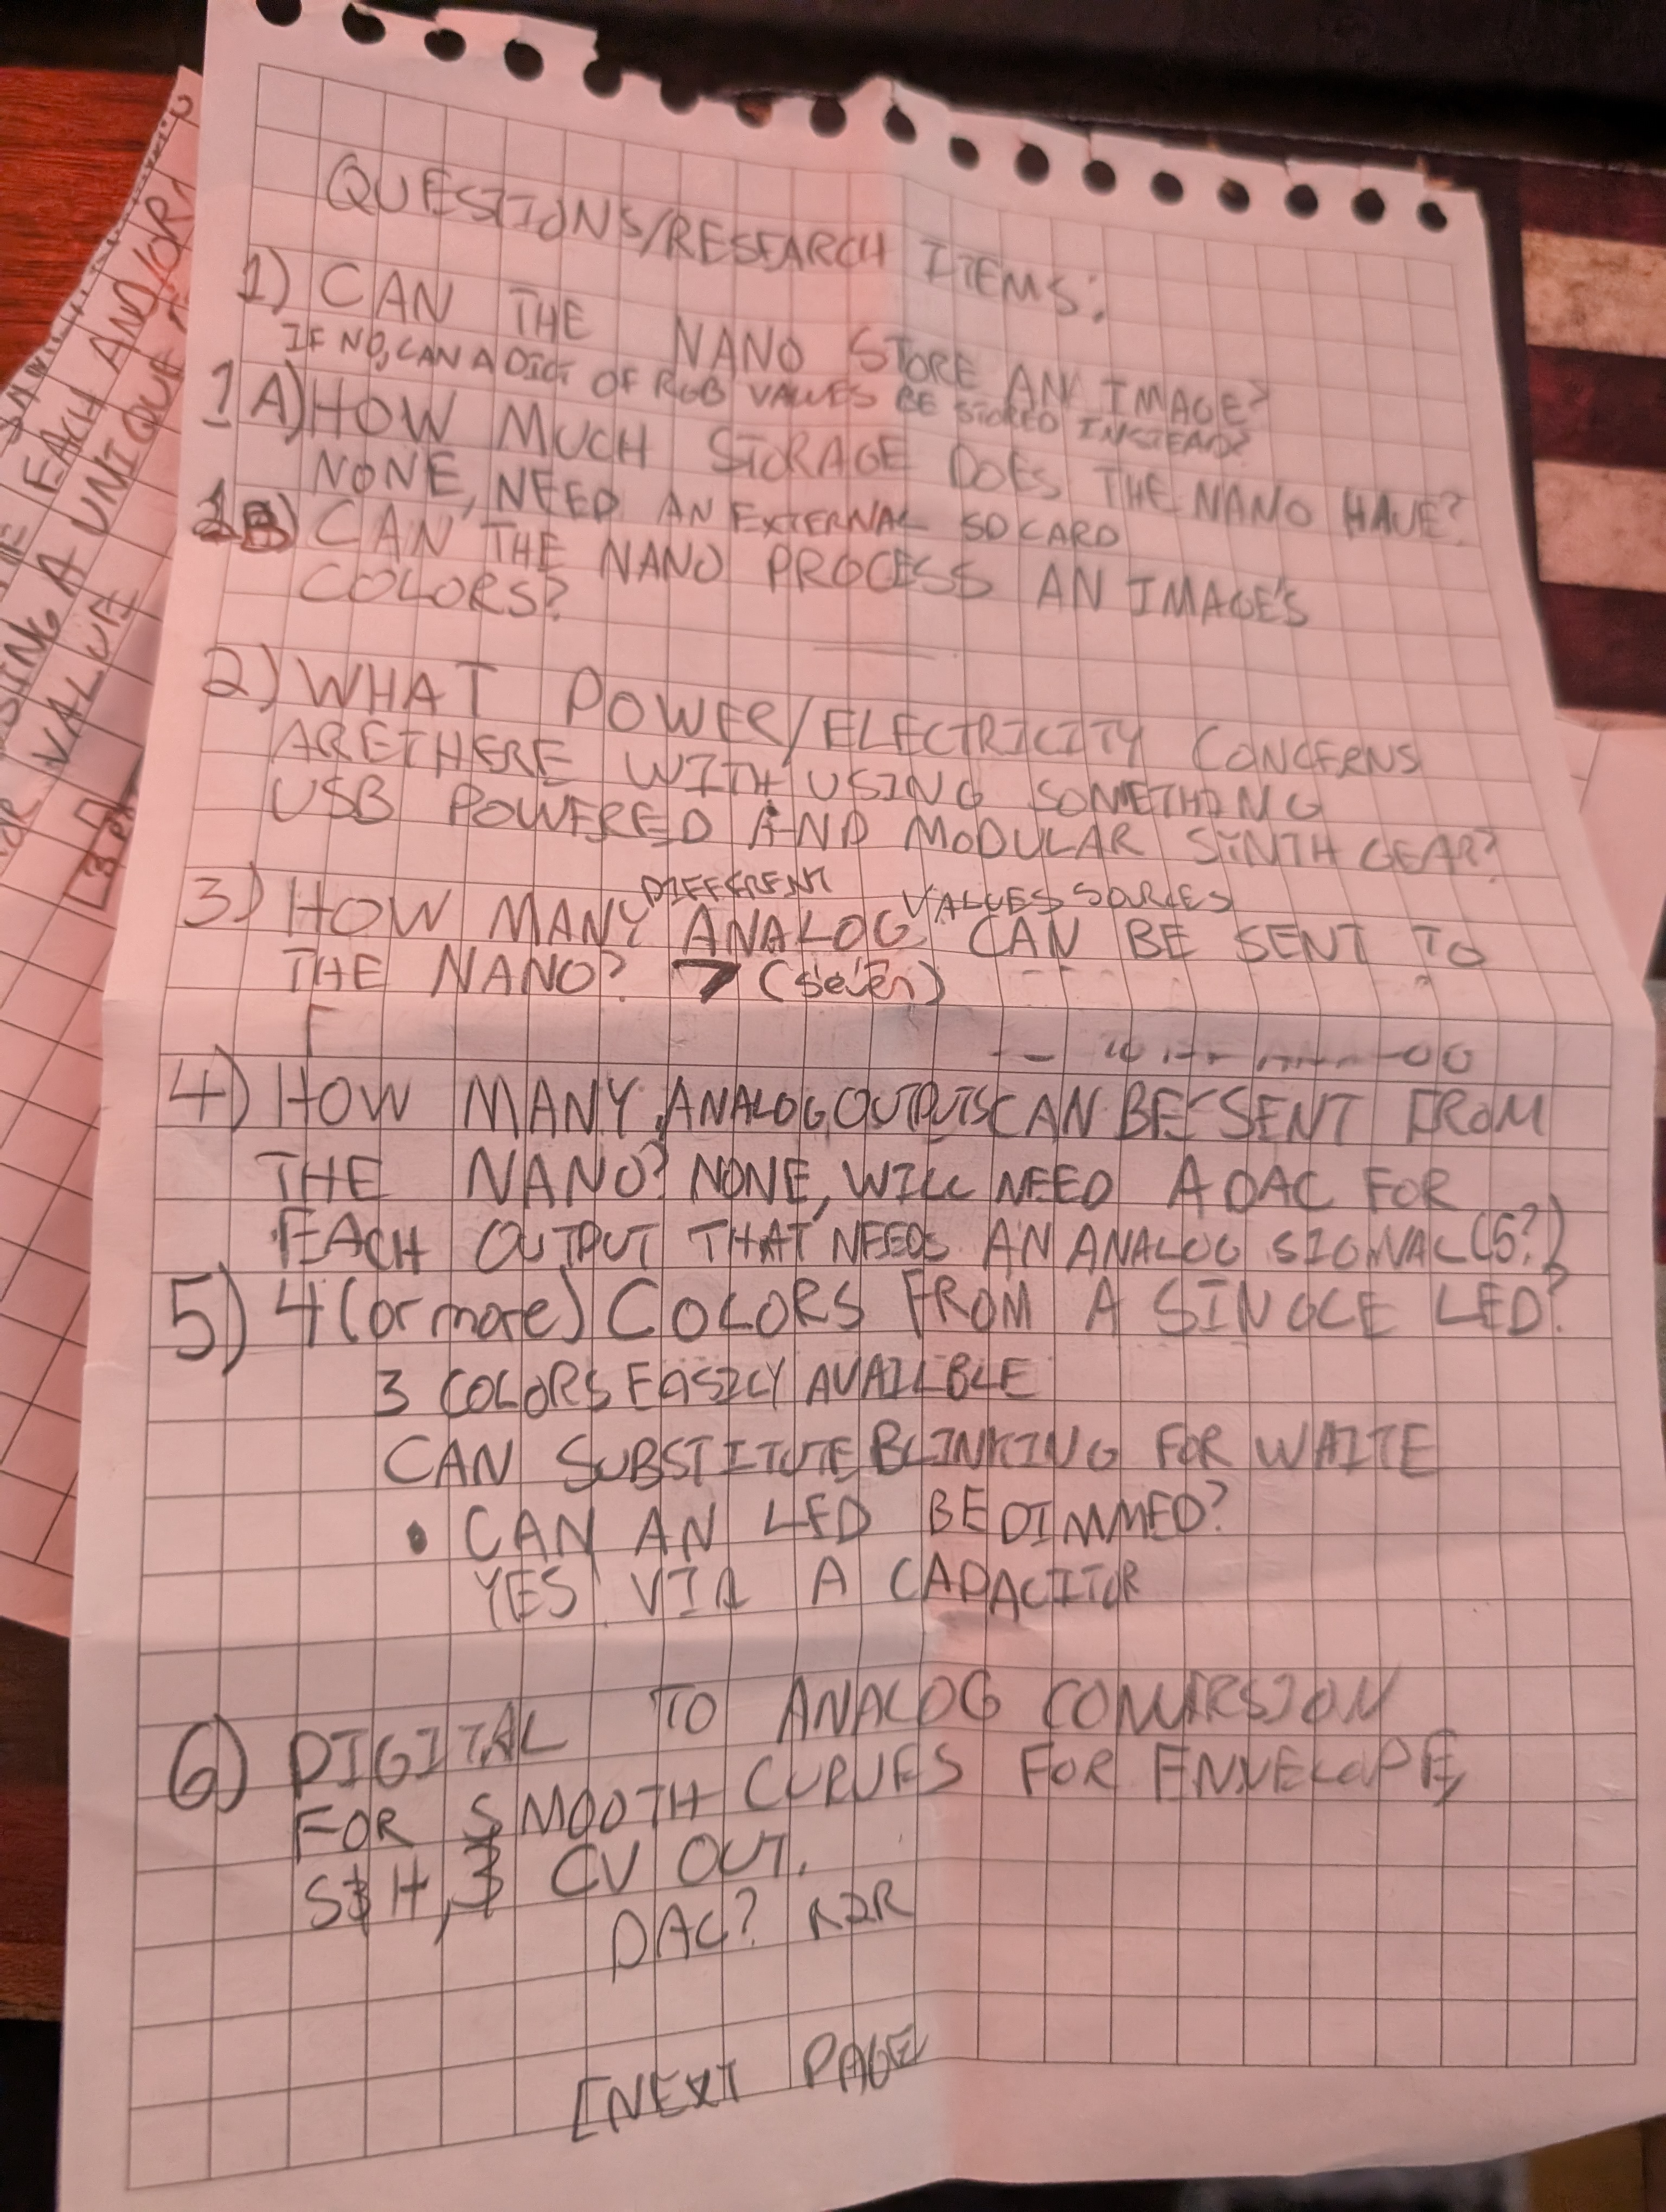 QUESTIONS/RESEARCH ITEMS:
1) CAN THE NANO STORE AN IMAGE?
IF NO, CAN A DICT OF RGB VALUES BE STORED INSTEAD?
1A) HOW MUCH STORAGE DOES THE NANO HAVE?
NONE, NEED AN EXTERNAL SD CARD
1B) CAN THE NANO PROCESS AN IMAGE'S
COLORS?
2) WHAT POWER/ELECTRICITY CONCERNS
ARE THERE WITH USING SOMETHING
USB POWERED AND MODULAR SYNTH GEAR?
DIFFERENT VALUES SOURCES
3) HOW MANY ANALOG CAN BE SENT TO
THE NANO? 7 (seven)
4) HOW MANY ANALOG OUTPUTS CAN BE SENT FROM
THE NANO? NONE, WILL NEED A DAC FOR
EACH OUTPUT THAT NEEDS AN ANALOG SIGNAL (5?)
5) 4 (or more) COLORS FROM A SINGLE LED?
3 COLORS EASILY AVAILBLE
CAN SUBSTITUTE BLINKING FOR WHITE
• CAN AN LED BE DIMMED?
YES VIA A CAPACITOR
6) DIGITAL TO ANALOG CONVERSION
FOR SMOOTH CURVES FOR ENVELOPE,
S&H, & CV OUT.
DAC? R2R
[NEXT PAGE
EACH AND/OR
USING A UNIQUE
VALUE